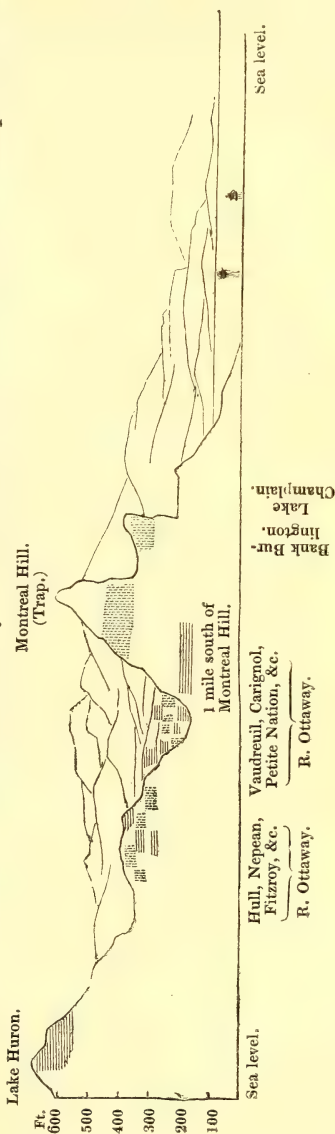 Lake Huron.
Ft.
600
500
400
300
200
100
Sea level.
Montreal Hill.
(Trap.)
1 mile south of
Montreal Hill.
Hull, Nepean,
Fitzroy, &c.
R. Ottaway.
Vaudreuil, Carignol,
Petite Nation, &c.
R. Ottaway.
Bank Bur-
lington.
Lake
Champlain.
Sea level.